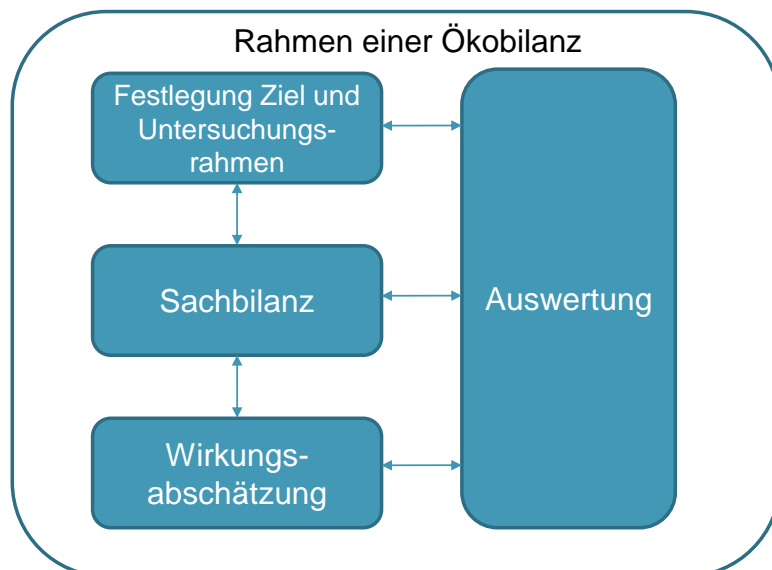 Rahmen einer Ökobilanz
Festlegung Ziel und
Untersuchungs-
rahmen
Sachbilanz
Wirkungs-
abschätzung
Auswertung